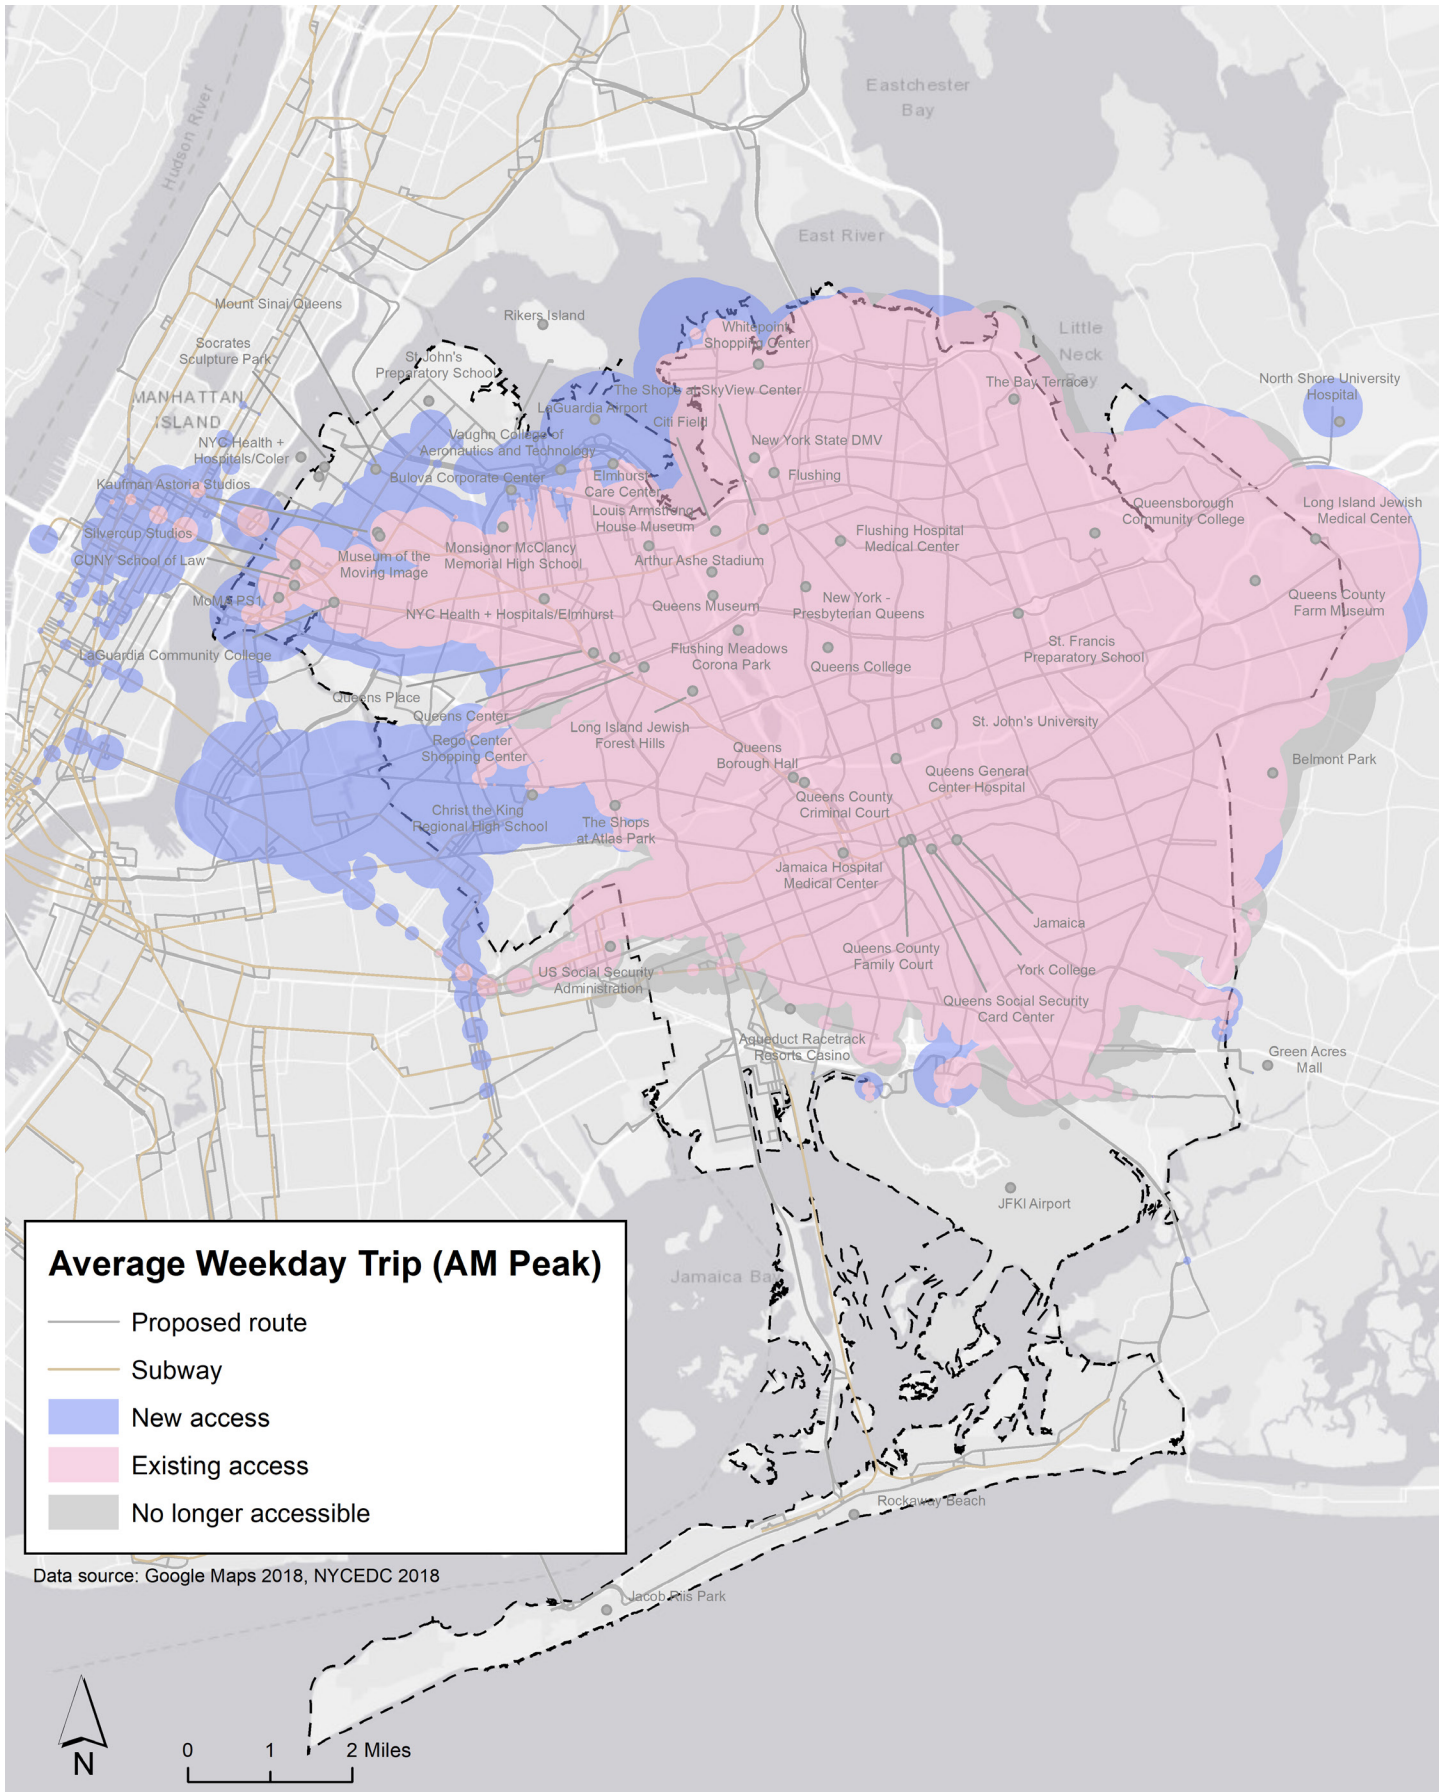 Eastchester
Bay
Hudson River
East River
Mount Sinai Queens
Rikers Island
Whitepoint
Shopping Center
Little
Neck
Bay
Socrates
Sculpture Park
St John's
Preparatory School
The Shops at SkyView Center
The Bay Terrace
North Shore University
Hospital
MANHATTAN
ISLAND
LaGuardia Airport
Citi Field
NYC Health +
Hospitals/Coler
Vaughn College of
Aeronautics and Technology
New York State DMV
Kaufman Astoria Studios
Bulova Corporate Center
Elmhurst
Care Center
Flushing
Queensborough
Community College
Long Island Jewish
Medical Center
Louis Armstrong
House Museum
Silvercup Studios
Flushing Hospital
Medical Center
CUNY School of Law
Museum of the
Moving Image
Monsignor McClancy
Memorial High School
Arthur Ashe Stadium
MoMA PS1
NYC Health + Hospitals/Elmhurst
Queens Museum
New York -
Presbyterian Queens
Queens County
Farm Museum
LaGuardia Community College
Flushing Meadows
Corona Park
Queens College
St. Francis
Preparatory School
Queens Place
Queens Center
Long Island Jewish
Forest Hills
St. John's University
Rego Center
Shopping Center
Queens
Borough Hall
Belmont Park
Queens General
Center Hospital
Christ the King
Regional High School
The Shops
at Atlas Park
Queens County
Criminal Court
Jamaica Hospital
Medical Center
Jamaica
Queens County
Family Court
York College
US Social Security
Administration
Queens Social Security
Card Center
Aqueduct Racetrack
Resorts Casino
Green Acres
Mall
JFKI Airport
Jamaica Bay
Average Weekday Trip (AM Peak)
Proposed route
Subway
New access
Existing access
No longer accessible
Rockaway Beach
Data source: Google Maps 2018, NYCEDC 2018
Jacob Riis Park
N
0 1 2 Miles